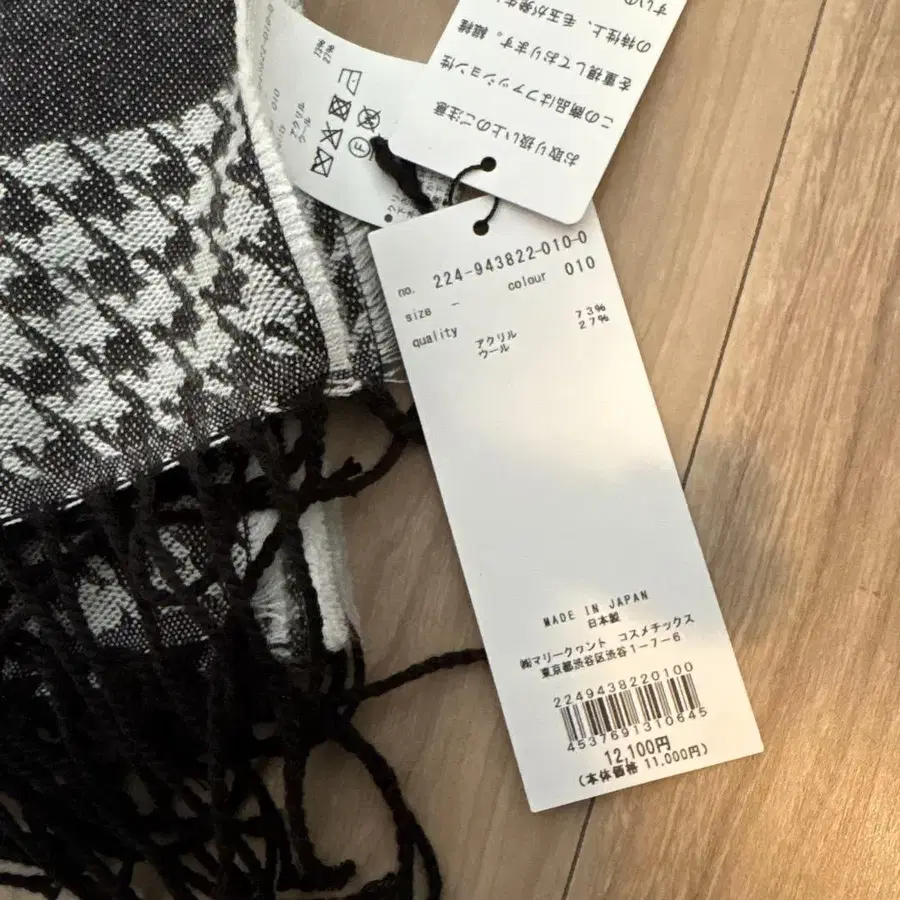 no. 224-943822-010-0
size - colour 010
quality アクリル 73%
ウール 27%
MADE IN JAPAN
日本製
㈱マリークヮント コスメチックス
東京都渋谷区渋谷1-7-6
2249438220100
4537691310645
12,100円
(本体価格 11,000円)
お取り扱い上のご注意
この商品はファッション性
を重視しております。繊維
の特性上、毛玉が発生し
010
アクリル 73%
ウール 27%
F